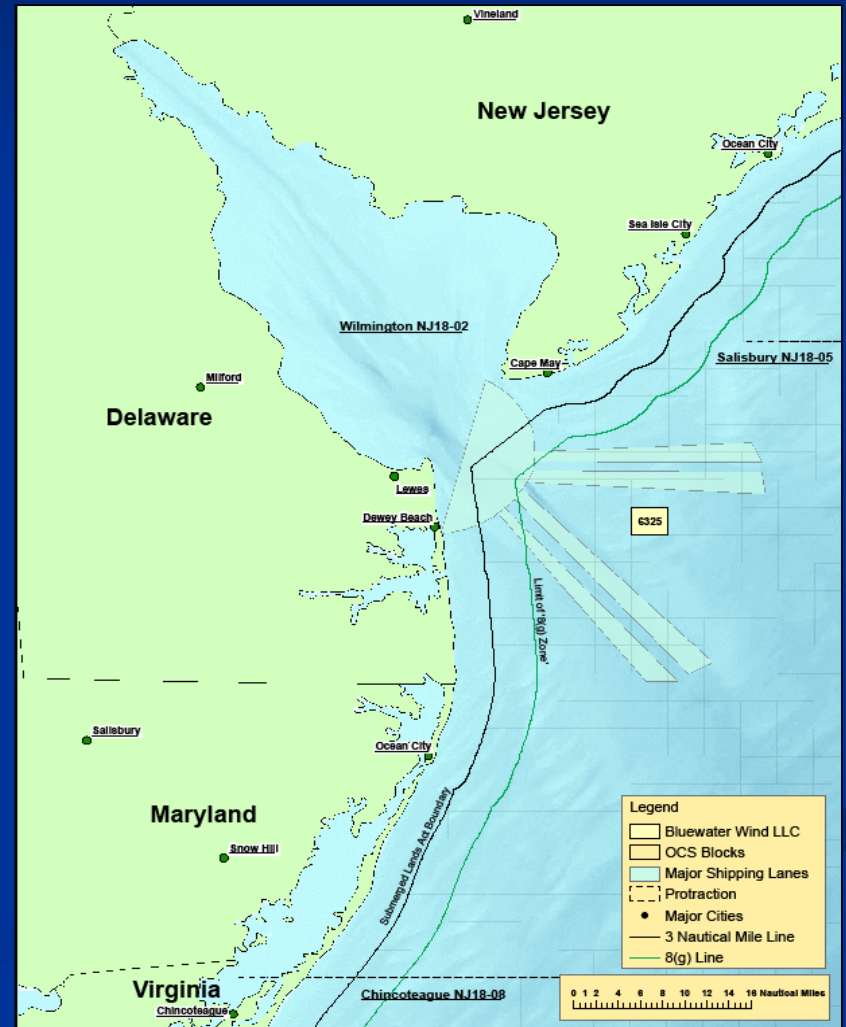 Vineland
New Jersey
Ocean City
Sea Isle City
Wilmington NJ18-02
Salisbury NJ18-05
Cape May
Milford
Delaware
Lewes
Dewey Beach
6325
Limit of '8(g) Zone'
Salisbury
Ocean City
Maryland
Submerged Lands Act Boundary
Snow Hill
Virginia
Chincoteague
Chincoteague NJ18-08
Legend
Bluewater Wind LLC
OCS Blocks
Major Shipping Lanes
Protraction
Major Cities
3 Nautical Mile Line
8(g) Line
0 1 2 4 6 8 10 12 14 16 Nautical Miles